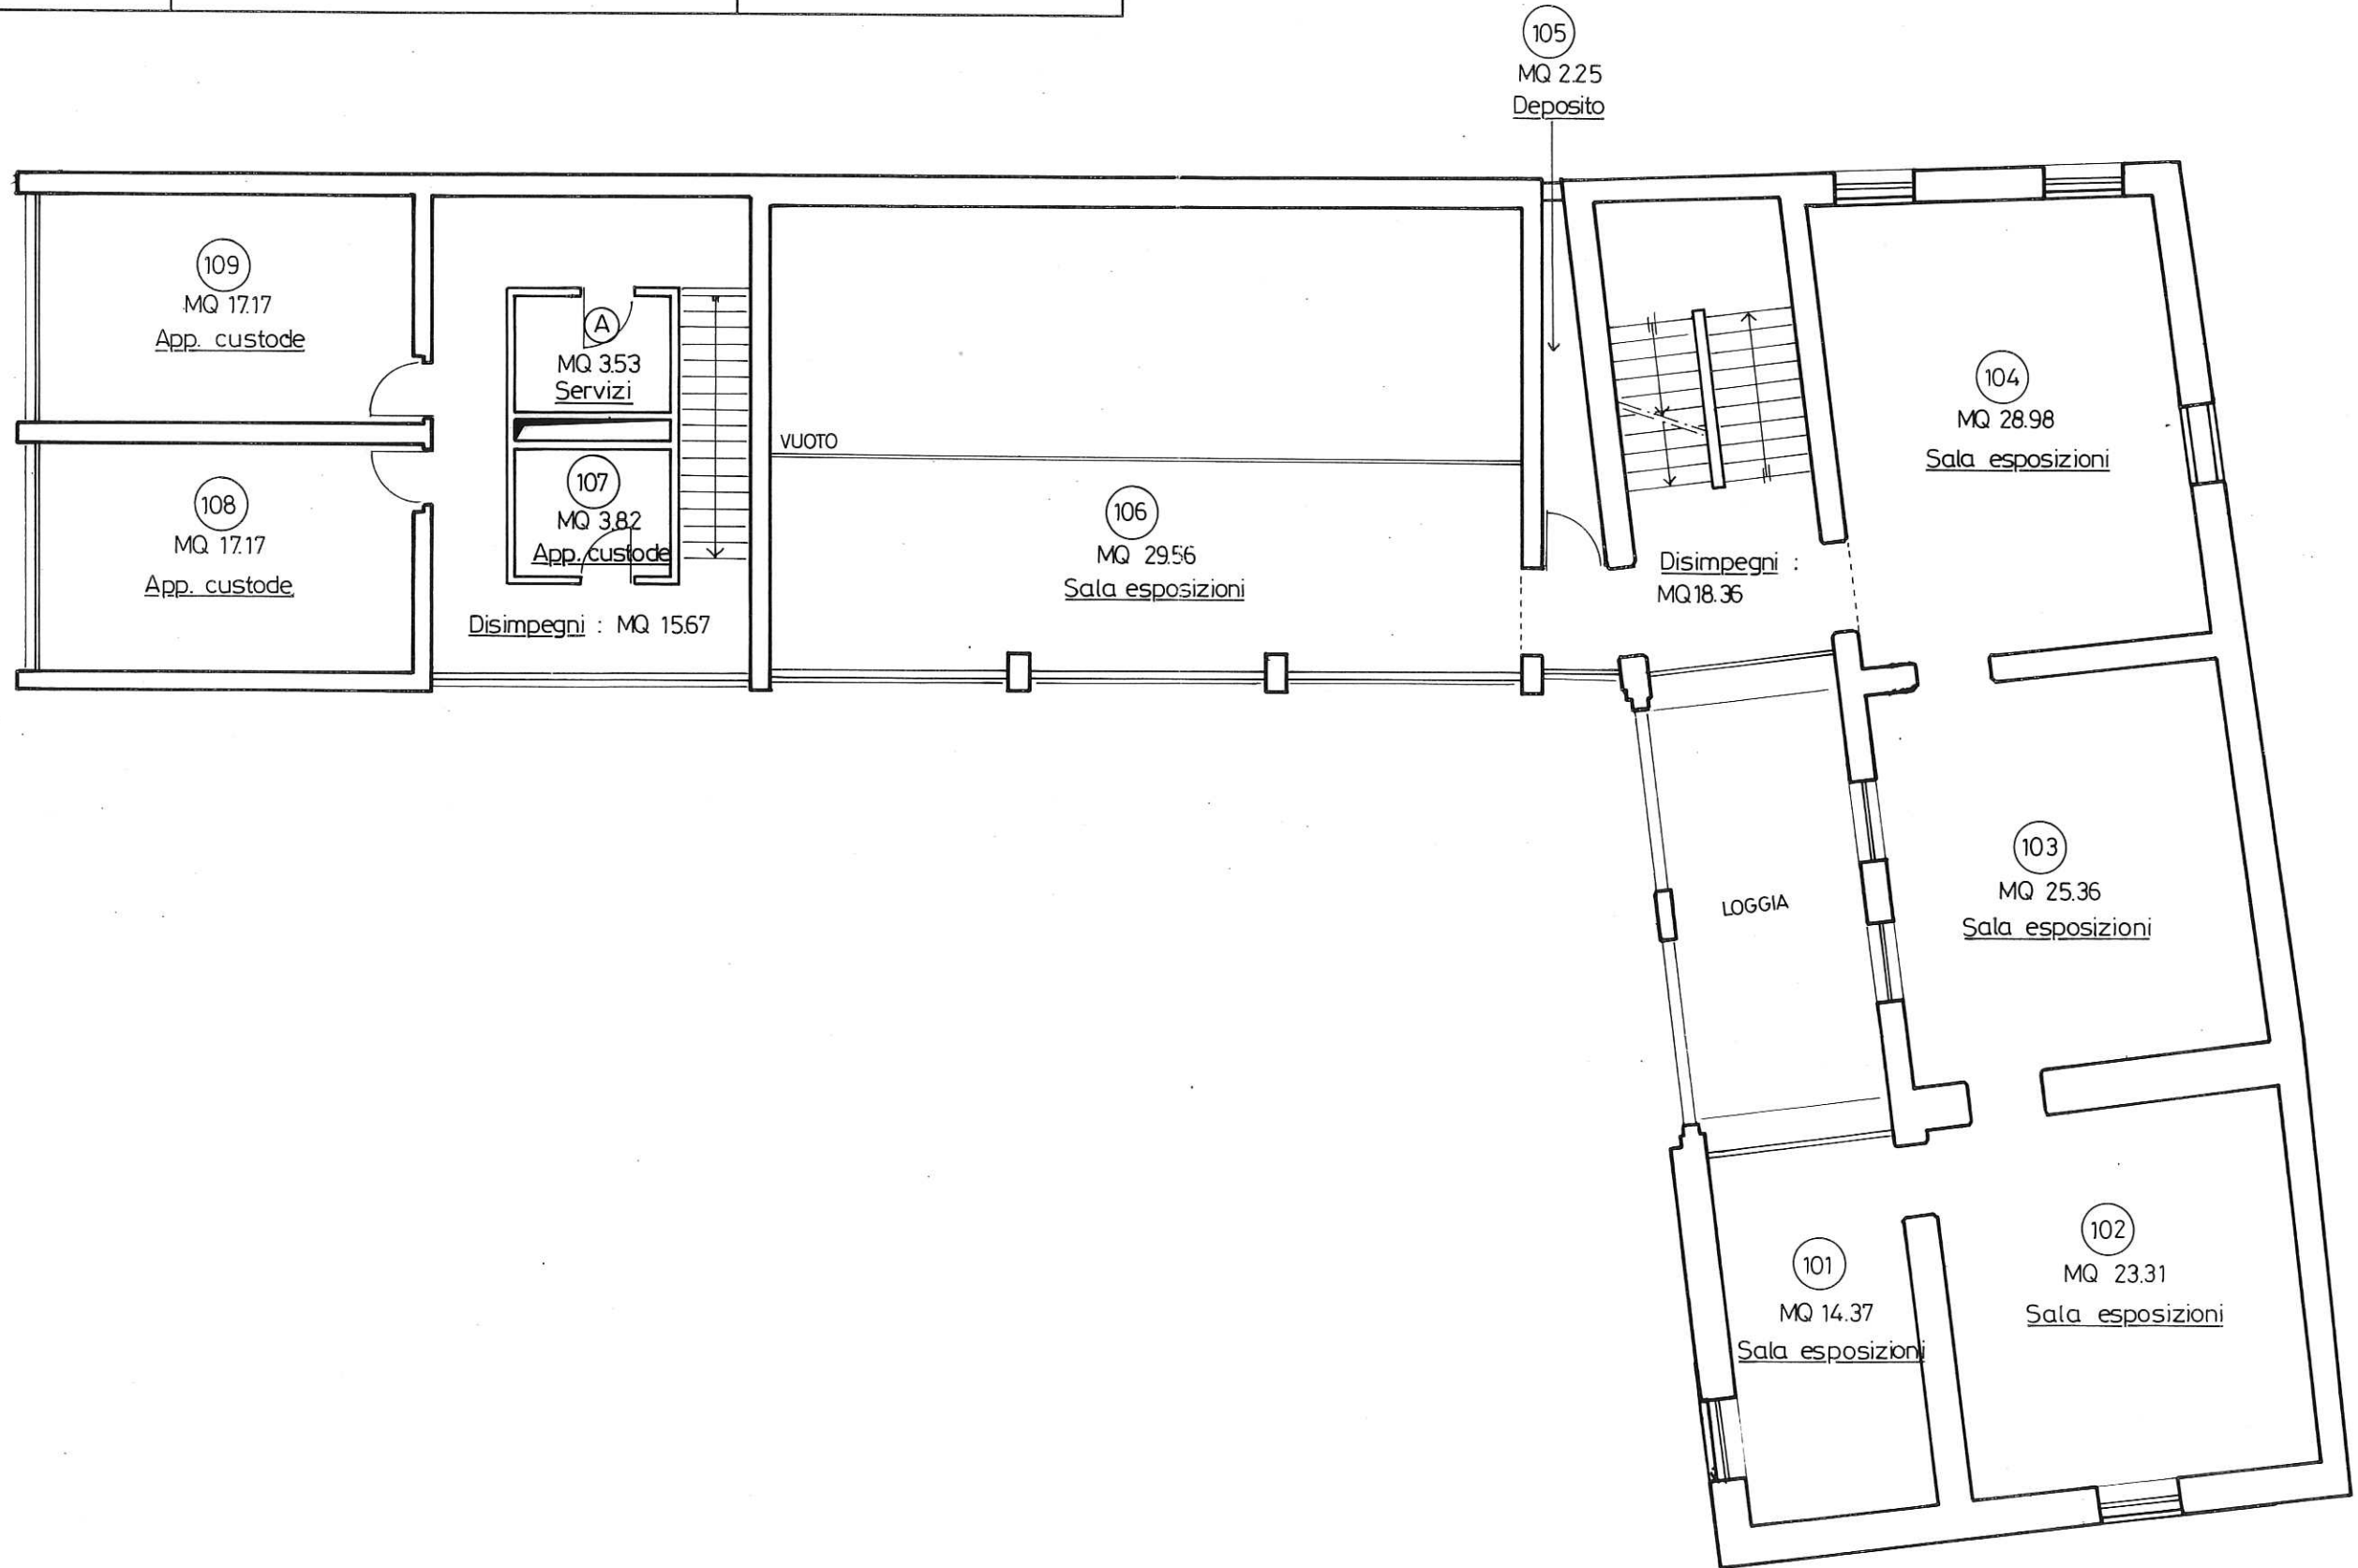 105
MQ 2.25
Deposito
109
MQ 17.17
App. custode
A
MQ 3.53
Servizi
104
MQ 28.98
Sala esposizioni
VUOTO
108
MQ 17.17
App. custode
107
MQ 3.82
App. custode
106
MQ 29.56
Sala esposizioni
Disimpegni :
MQ 18.36
Disimpegni : MQ 15.67
103
MQ 25.36
Sala esposizioni
LOGGIA
102
MQ 23.31
Sala esposizioni
101
MQ 14.37
Sala esposizioni